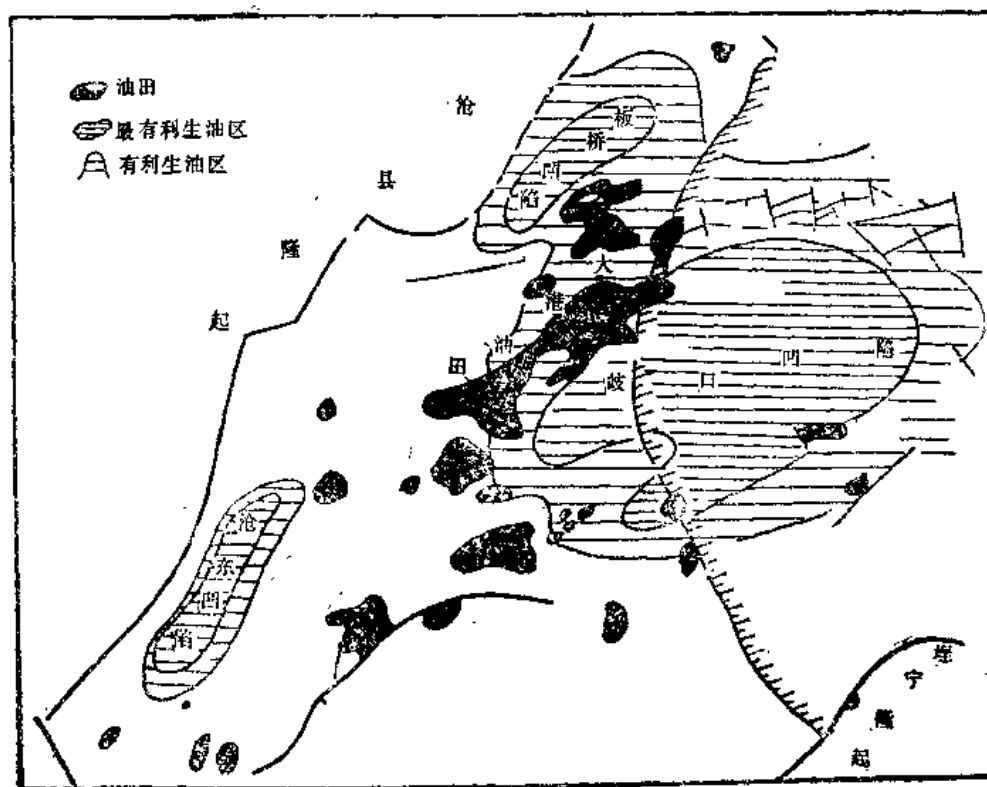 油田
最有利生油区
有利生油区
沧县隆起
板桥凹陷
大港油田
岐口凹陷
沧东凹陷
埕宁隆起